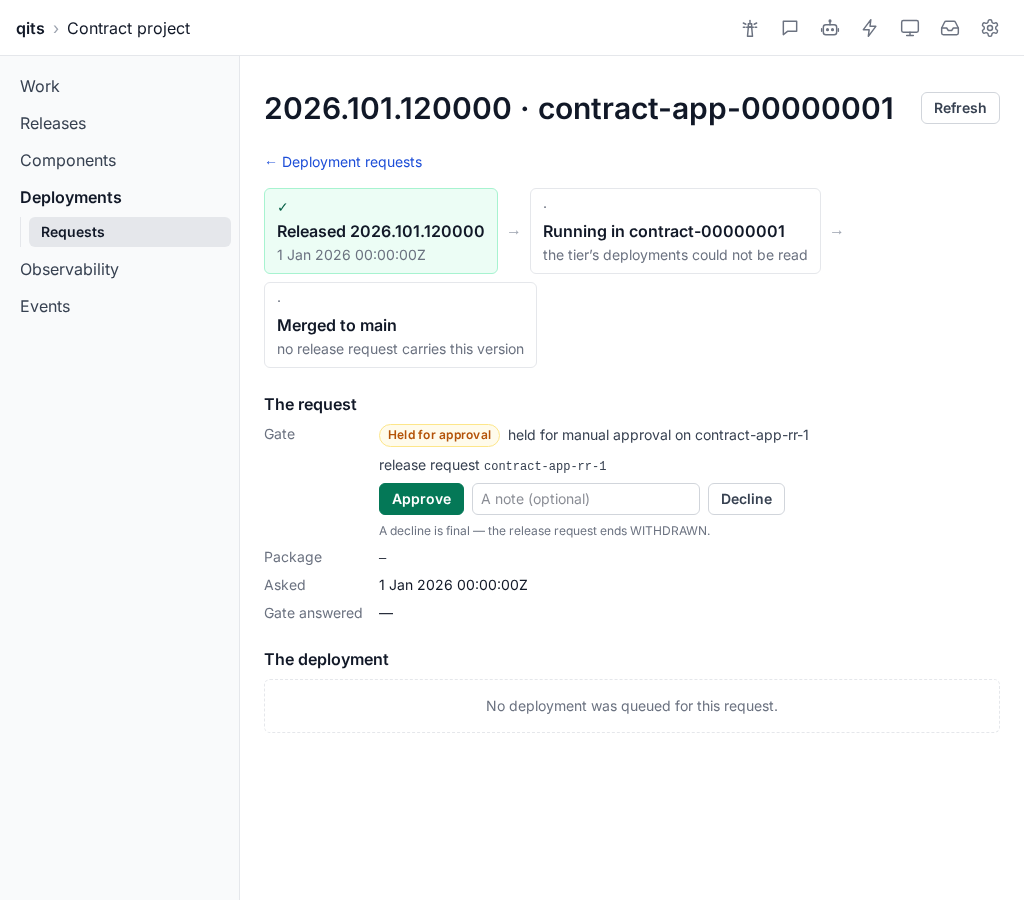 qits › Contract project
Work
Releases
Components
Deployments
Requests
Observability
Events
2026.101.120000 · contract-app-00000001
Refresh
← Deployment requests
✓
Released 2026.101.120000
1 Jan 2026 00:00:00Z
→
·
Running in contract-00000001
the tier’s deployments could not be read
→
·
Merged to main
no release request carries this version
The request
Gate
Held for approval held for manual approval on contract-app-rr-1
release request contract-app-rr-1
Approve A note (optional) Decline
A decline is final — the release request ends WITHDRAWN.
Package –
Asked 1 Jan 2026 00:00:00Z
Gate answered —
The deployment
No deployment was queued for this request.